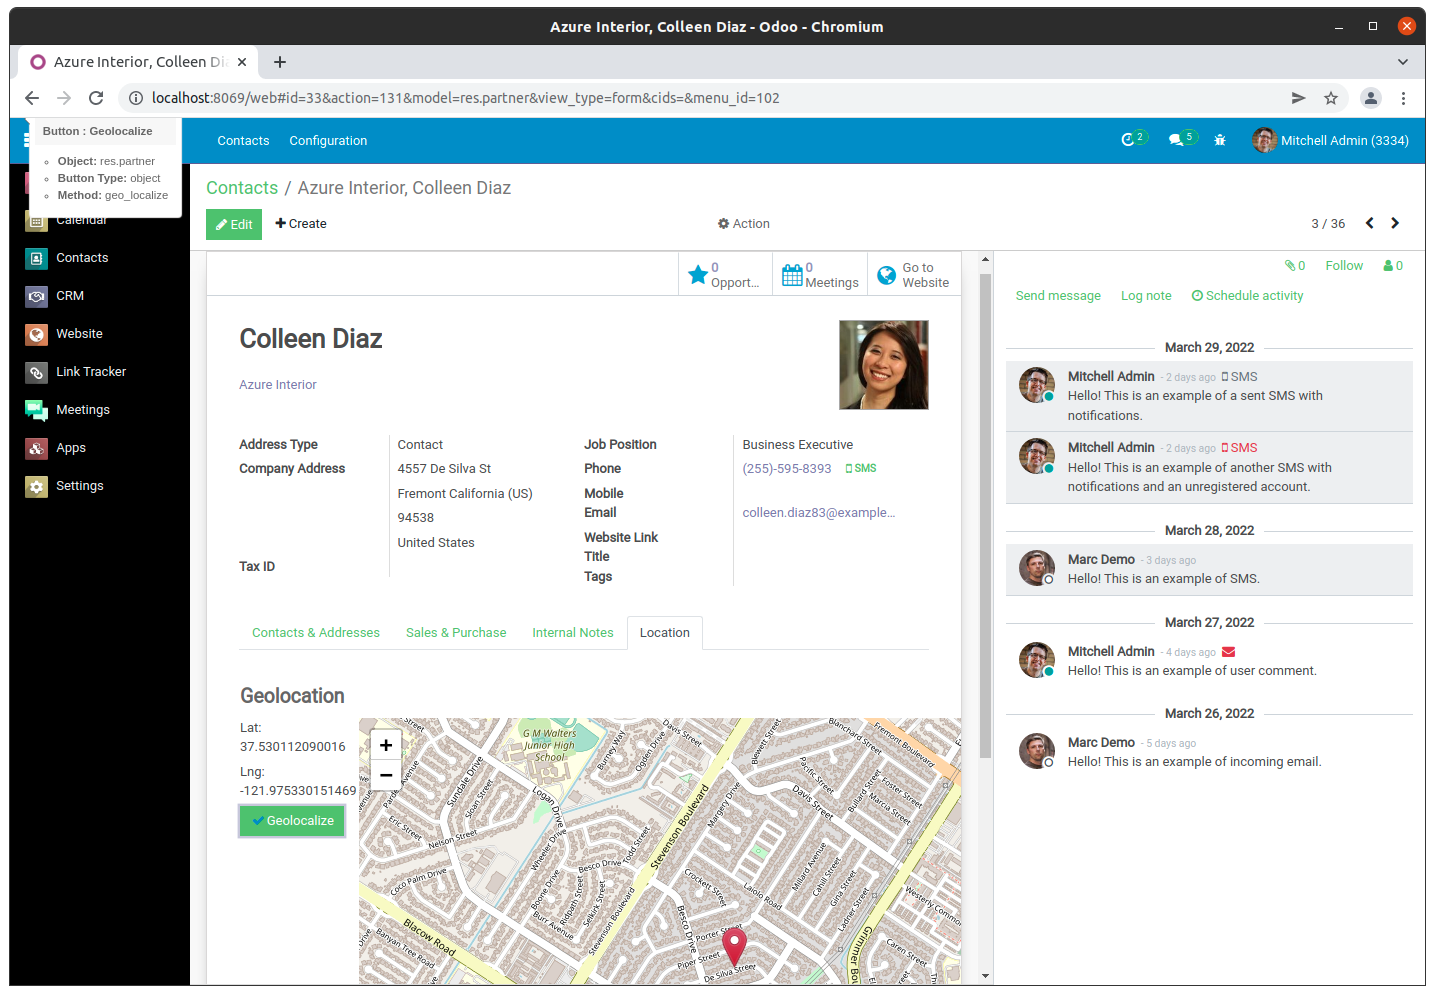 Azure Interior, Colleen Diaz - Odoo - Chromium
Azure Interior, Colleen Di
localhost:8069/web#id=33&action=131&model=res.partner&view_type=form&cids=&menu_id=102
Button : Geolocalize
Object: res.partner
Button Type: object
Method: geo_localize
Contacts
Configuration
2
5
Mitchell Admin (3334)
Calendar
Contacts
CRM
Website
Link Tracker
Meetings
Apps
Settings
Contacts / Azure Interior, Colleen Diaz
Edit
Create
Action
3 / 36
0
Opport...
0
Meetings
Go to
Website
Colleen Diaz
Azure Interior
Address Type
Contact
Company Address
4557 De Silva St
Fremont California (US)
94538
United States
Tax ID
Job Position
Business Executive
Phone
(255)-595-8393
SMS
Mobile
Email
colleen.diaz83@example...
Website Link
Title
Tags
Contacts & Addresses
Sales & Purchase
Internal Notes
Location
Geolocation
Lat:
37.530112090016
Lng:
-121.975330151469
Geolocalize
+
−
G M Walters
Junior High
School
Burney Way
Ogden Drive
Davis Street
Blewett Street
Blanchard Street
Fremont Boulevard
Pacific Street
Foster Street
Bullard Street
Marcia Street
Davis Street
Sundale Drive
Sloan Street
Logan Drive
Eric Street
Nelson Street
Margery Drive
Stevenson Boulevard
Wheeler Drive
Todd Street
Besco Drive
Coco Palm Drive
Boone Drive
Ridpath Street
Selkirk Street
Burr Avenue
Stevenson Boulevard
Crockett Street
Laiolo Road
Millard Avenue
Cahill Street
Gina Street
Ladner Street
Westerly Common
Blacow Road
Banyan Tree Road
Besco Drive
Porter Street
Piper Street
De Silva Street
Grimmer Bou
Caren Street
0
Follow
0
Send message
Log note
Schedule activity
March 29, 2022
Mitchell Admin - 2 days ago SMS
Hello! This is an example of a sent SMS with
notifications.
Mitchell Admin - 2 days ago SMS
Hello! This is an example of another SMS with
notifications and an unregistered account.
March 28, 2022
Marc Demo - 3 days ago
Hello! This is an example of SMS.
March 27, 2022
Mitchell Admin - 4 days ago
Hello! This is an example of user comment.
March 26, 2022
Marc Demo - 5 days ago
Hello! This is an example of incoming email.